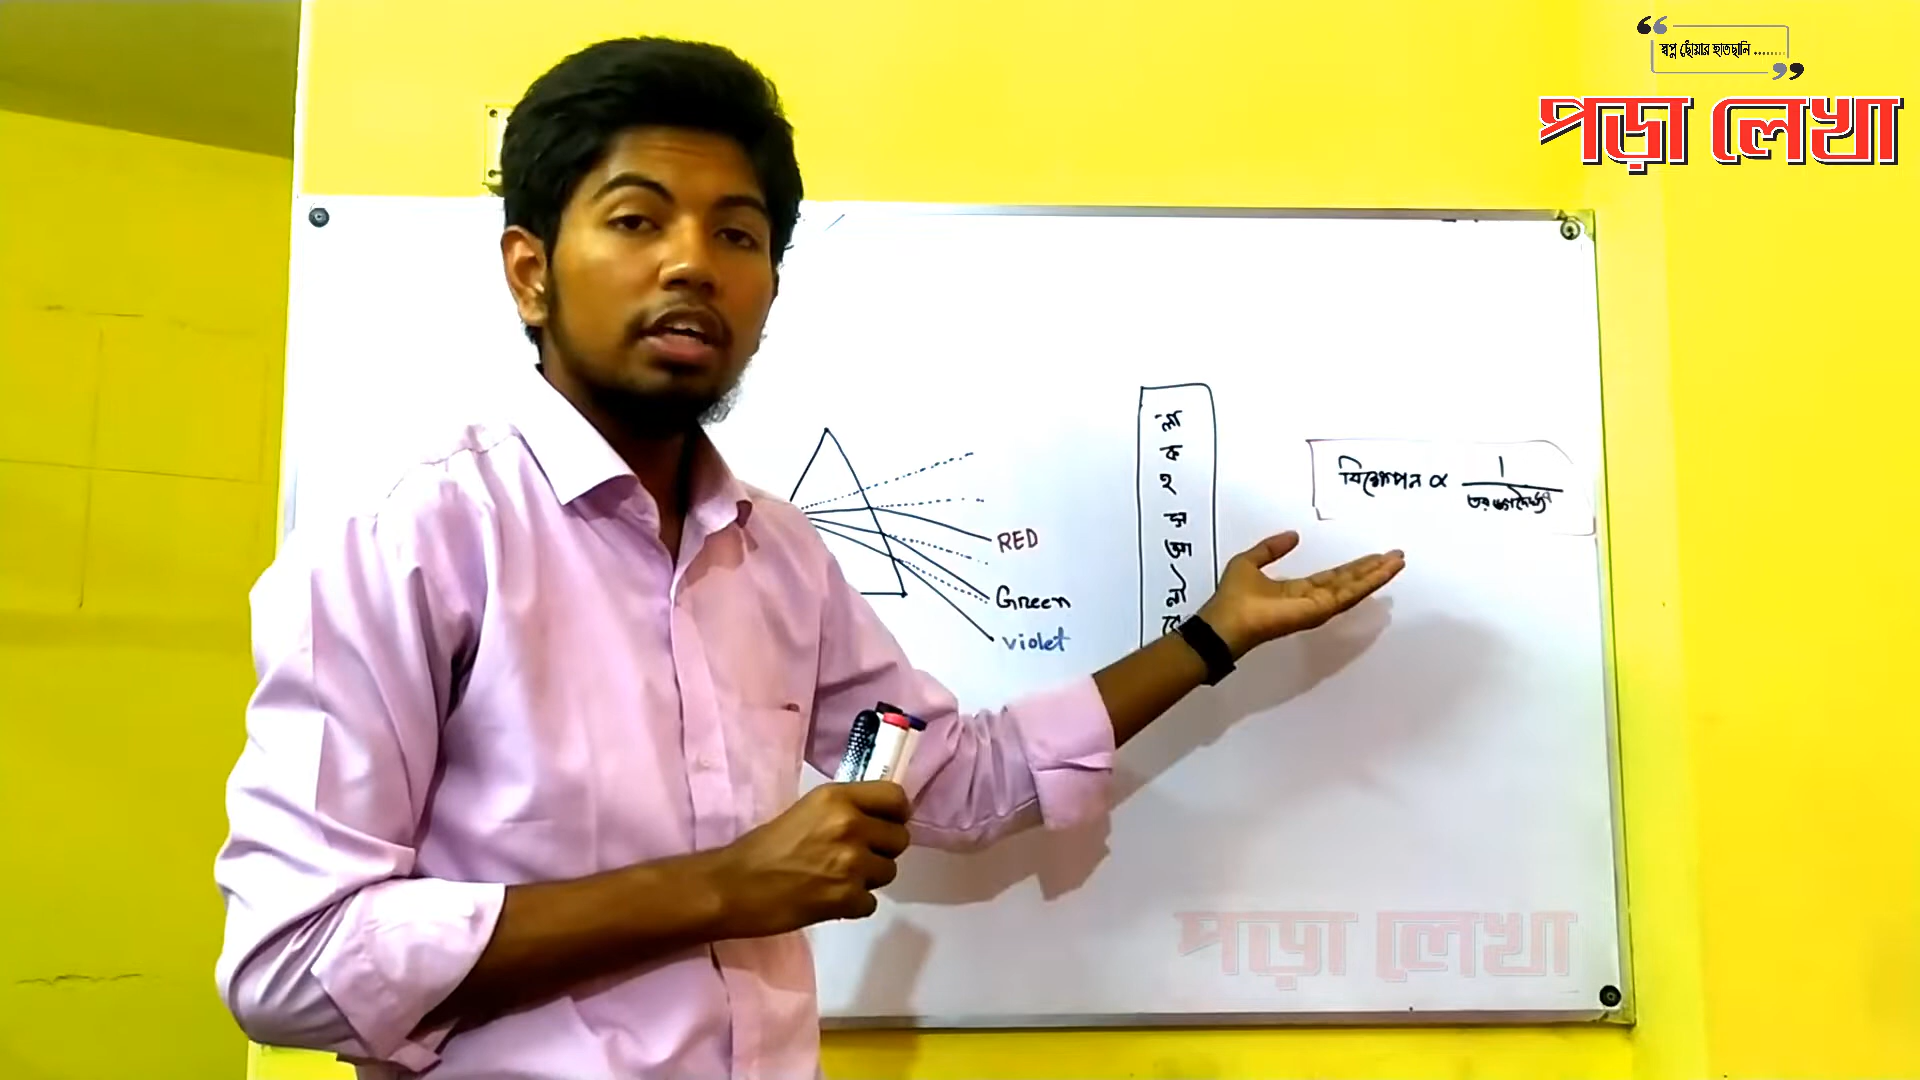 স্বপ্ন ছোঁয়ার হাতছানি ........
পড়া লেখা
RED
Green
violet
লা
ক
হ
স
আ
নী
বে
বিক্ষেপন ∝ 1
তরঙ্গদৈর্ঘ্য
পড়া লেখা